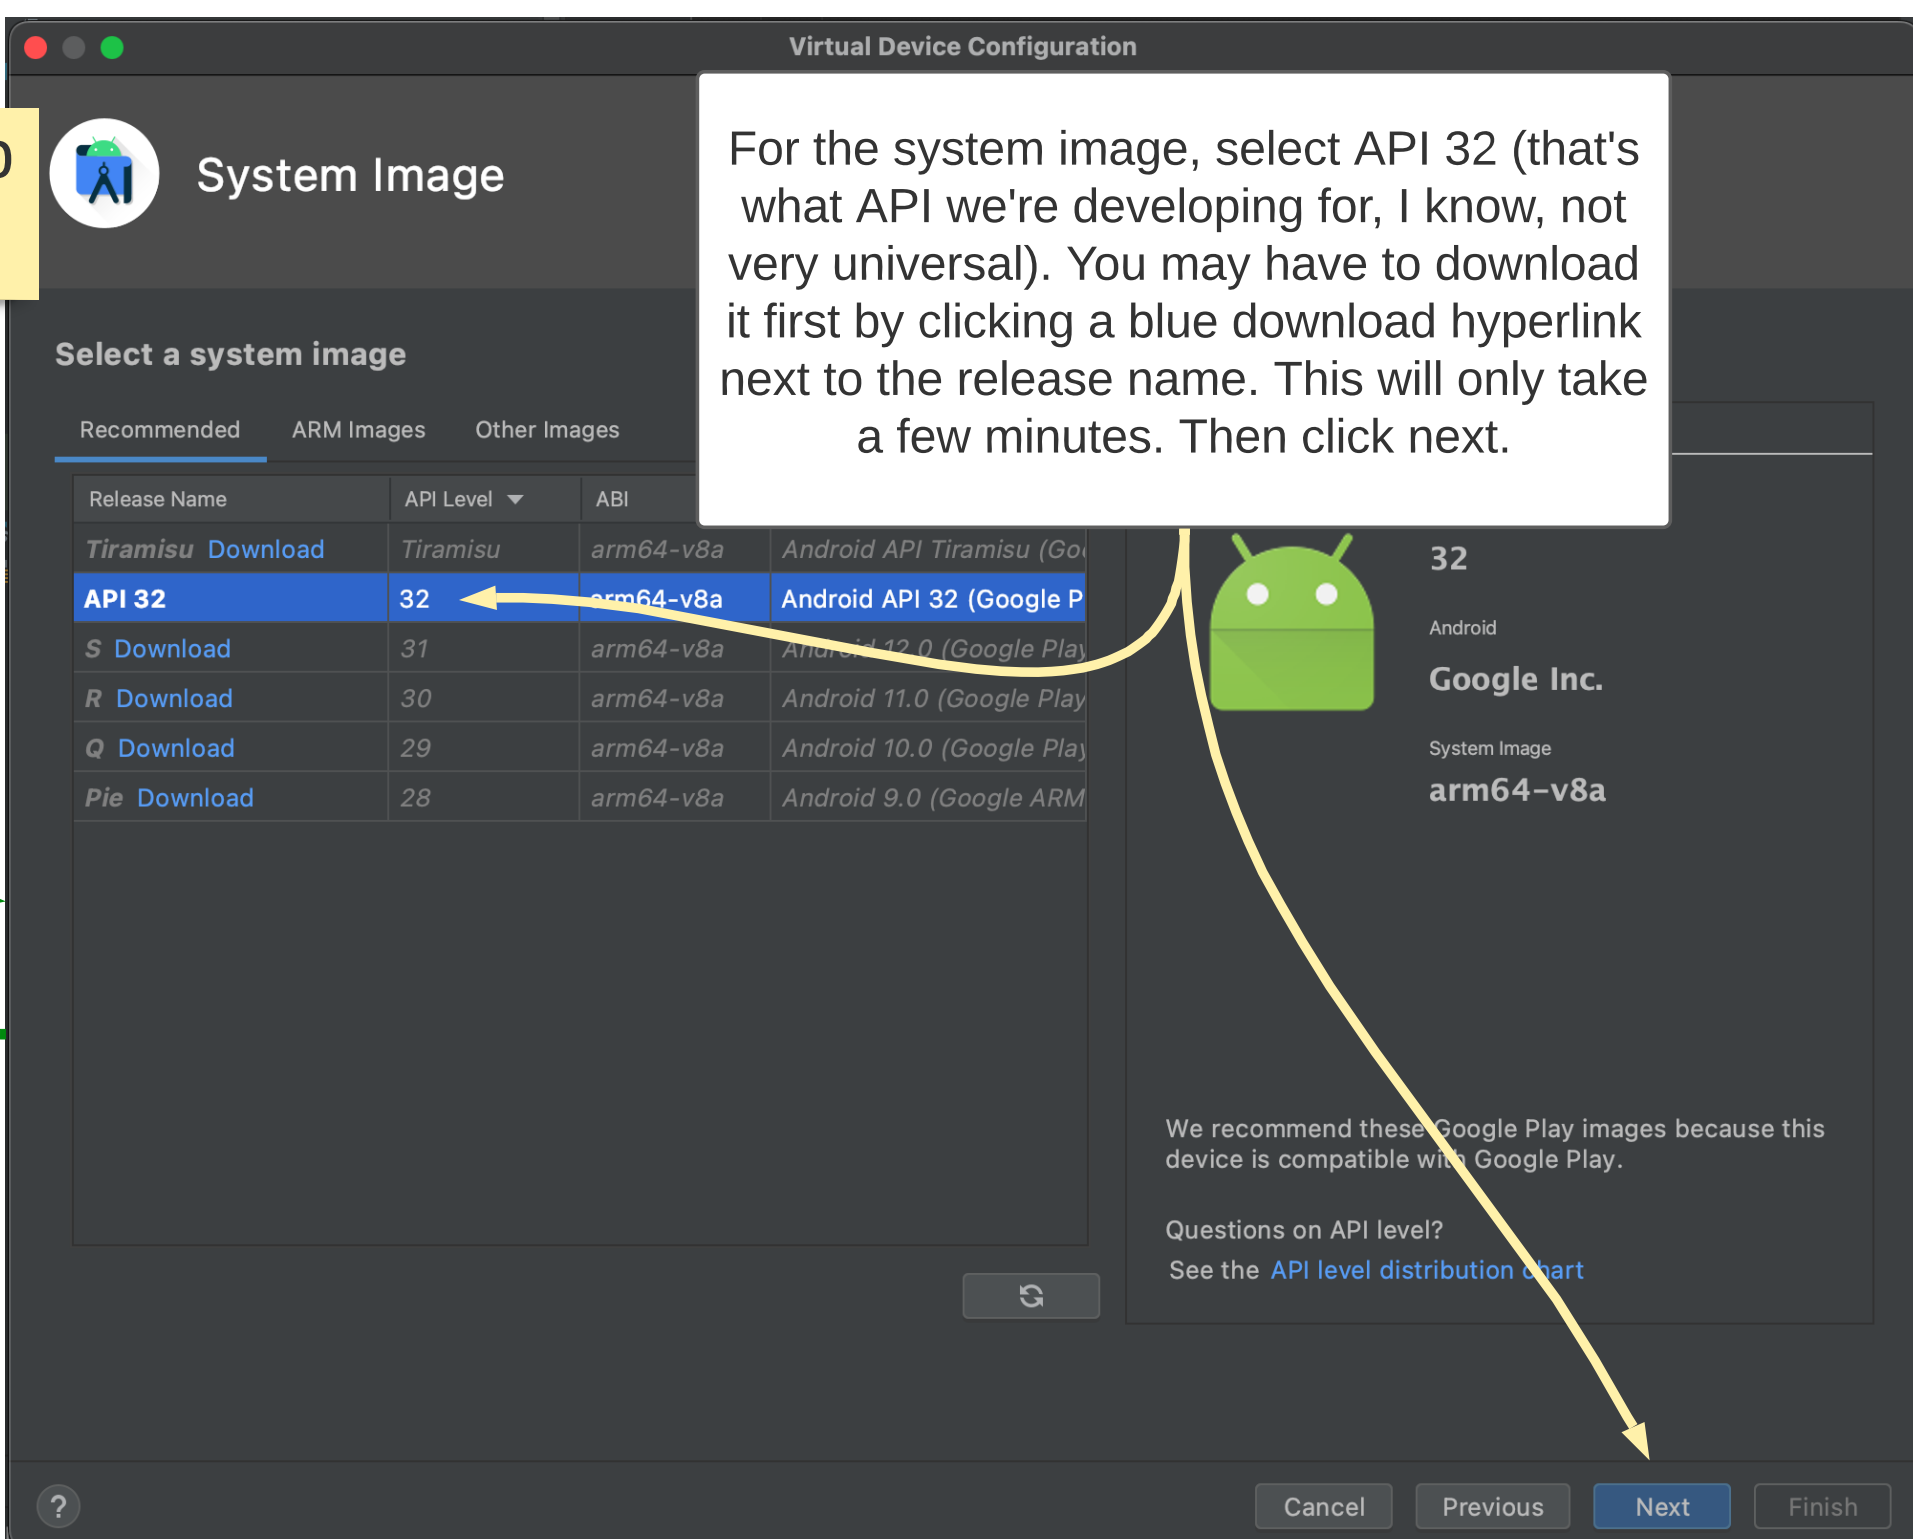 Virtual Device Configuration
System Image
For the system image, select API 32 (that's
what API we're developing for, I know, not
very universal). You may have to download
it first by clicking a blue download hyperlink
next to the release name. This will only take
a few minutes. Then click next.
Select a system image
Recommended ARM Images Other Images
Release Name API Level ABI
Tiramisu Download Tiramisu arm64-v8a Android API Tiramisu
API 32 32 arm64-v8a Android API 32 (Google P
S Download 31 arm64-v8a Android 12.0 (Google Play
R Download 30 arm64-v8a Android 11.0 (Google Play
Q Download 29 arm64-v8a Android 10.0 (Google Play
Pie Download 28 arm64-v8a Android 9.0 (Google ARM
32
Android
Google Inc.
System Image
arm64-v8a
We recommend these Google Play images because this
device is compatible with Google Play.
Questions on API level?
See the API level distribution chart
? Cancel Previous Next Finish